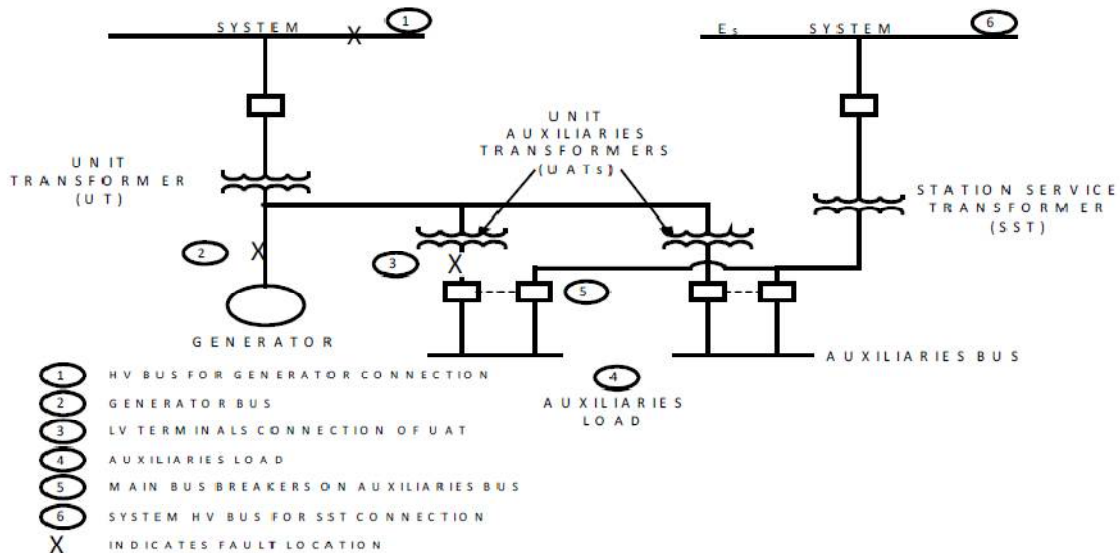 SYSTEM
X
1
Es SYSTEM
6
UNIT
TRANSFORMER
(UT)
UNIT
AUXILIARIES
TRANSFORMERS
(UATs)
STATION SERVICE
TRANSFORMER
(SST)
2
X
3
X
5
GENERATOR
AUXILIARIES BUS
4
AUXILIARIES
LOAD
1 HV BUS FOR GENERATOR CONNECTION
2 GENERATOR BUS
3 LV TERMINALS CONNECTION OF UAT
4 AUXILIARIES LOAD
5 MAIN BUS BREAKERS ON AUXILIARIES BUS
6 SYSTEM HV BUS FOR SST CONNECTION
X INDICATES FAULT LOCATION